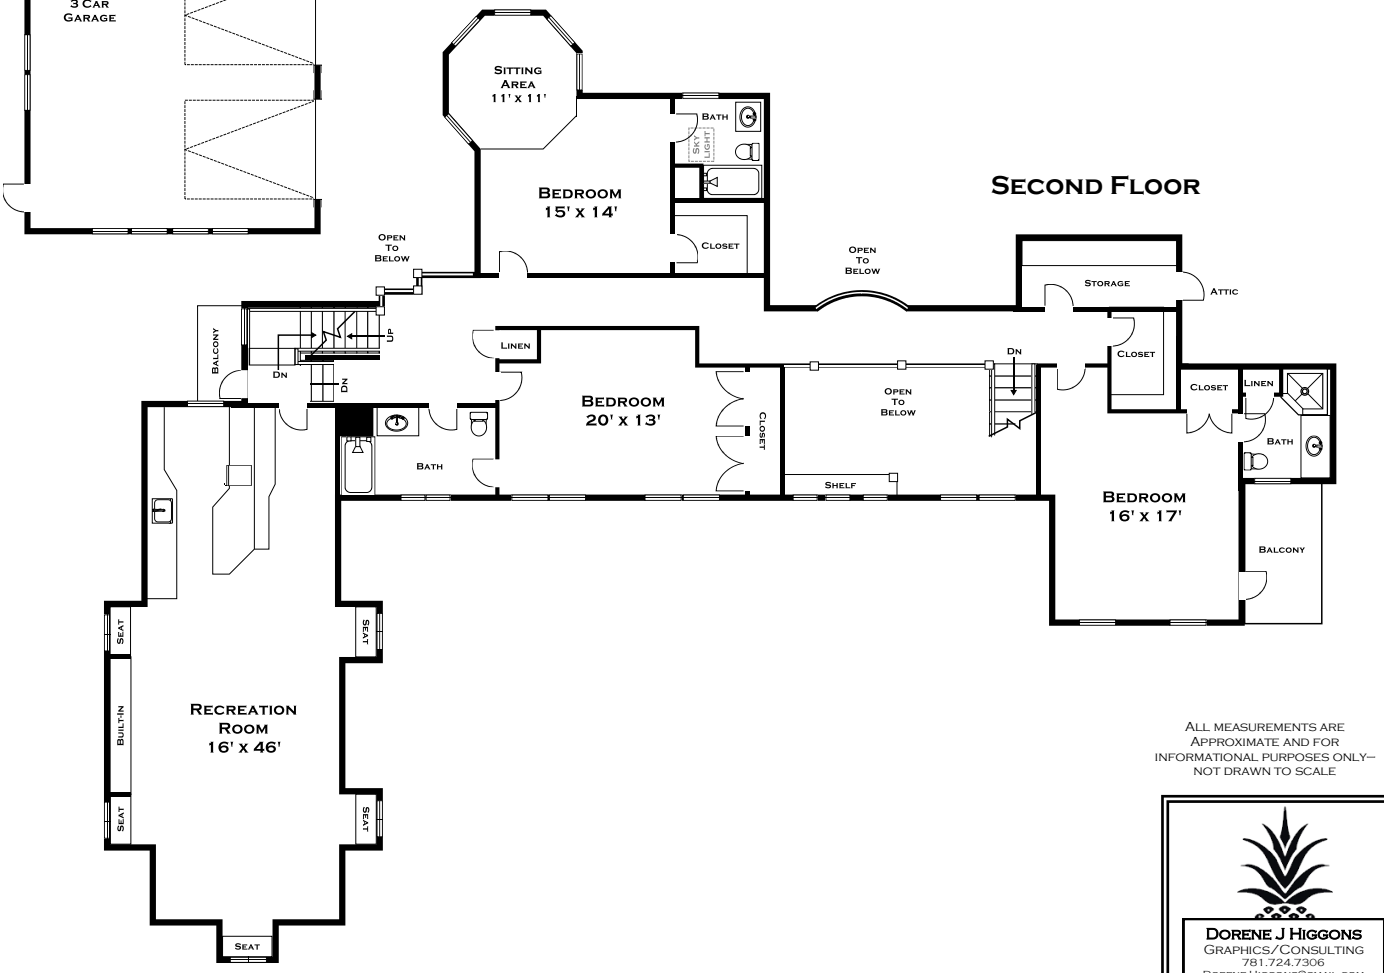 3 Car
Garage
Sitting
Area
11' x 11'
Bath
Sky
Light
Bedroom
15' x 14'
Closet
Second Floor
Open
To
Below
Open
To
Below
Storage
Attic
Balcony
Up
Dn
Dn
Linen
Closet
Dn
Bedroom
20' x 13'
Closet
Open
To
Below
Closet
Linen
Bath
Bath
Shelf
Bedroom
16' x 17'
Balcony
Seat
Seat
Built-In
Recreation
Room
16' x 46'
Seat
Seat
Seat
All measurements are
Approximate and for
informational purposes only–
not drawn to scale
Dorene J Higgons
Graphics/Consulting
781.724.7306